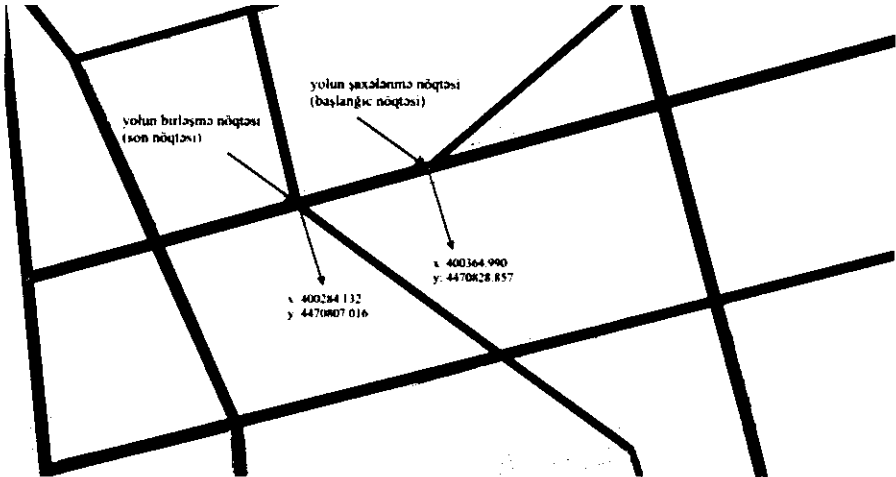 yolun şaxələnmə nöqtəsi
(başlanğıc nöqtəsi)
yolun birləşmə nöqtəsi
(son nöqtəsi)
x: 400364.990
y: 4470828.857
x: 400284.132
y: 4470807.016